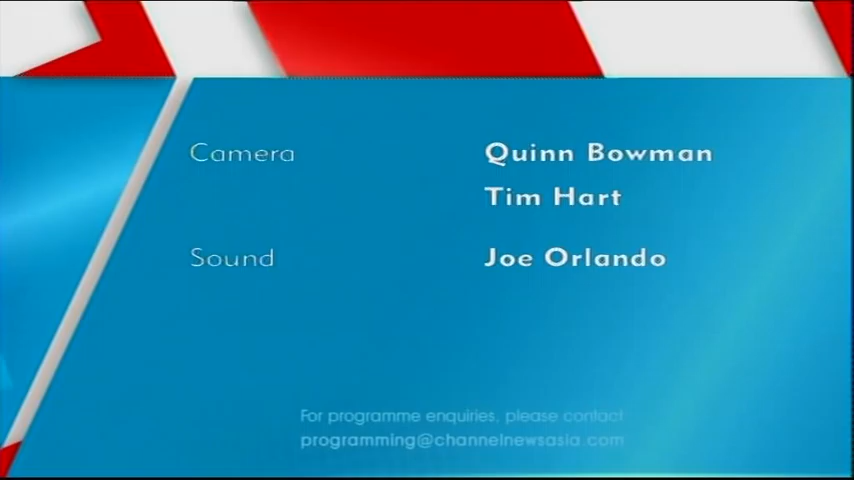 Camera Quinn Bowman
Tim Hart
Sound Joe Orlando
For programme enquiries, please contact
programming@channelnewsasia.com